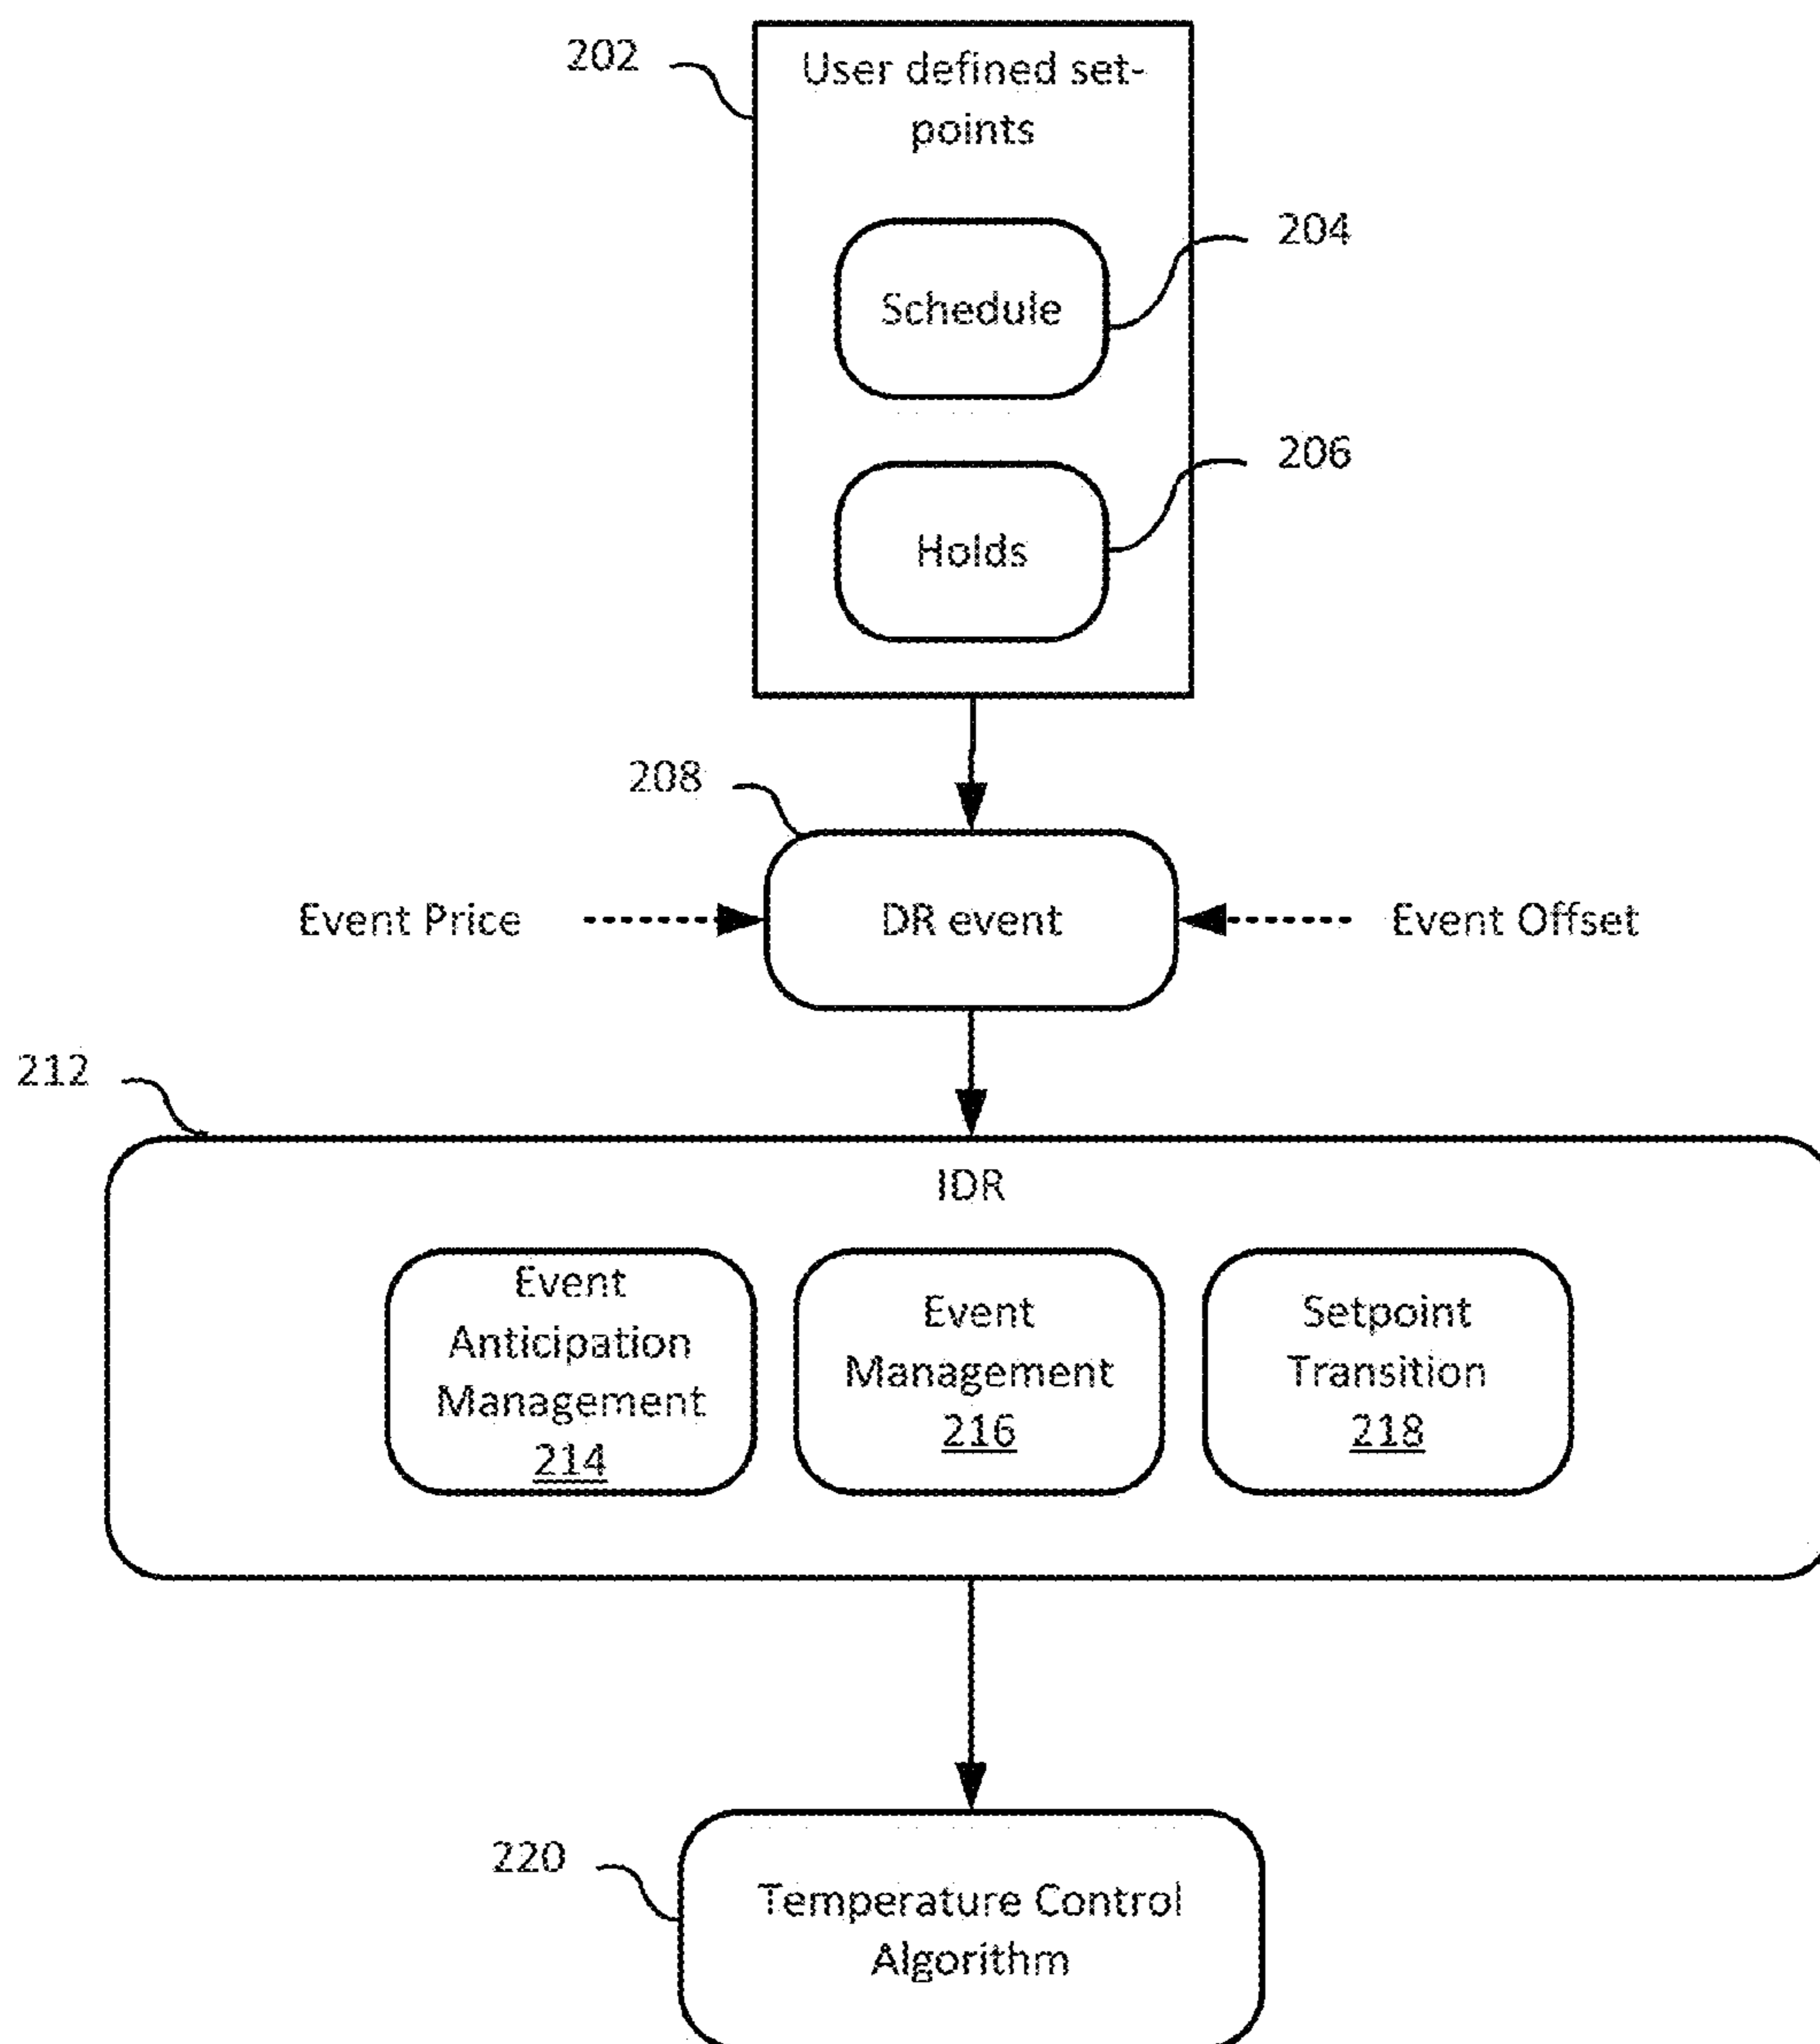 202
User defined set-
points
204
Schedule
206
Holds
208
Event Price
DR event
Event Offset
212
IDR
Event
Anticipation
Management
214
Event
Management
216
Setpoint
Transition
218
220
Temperature Control
Algorithm